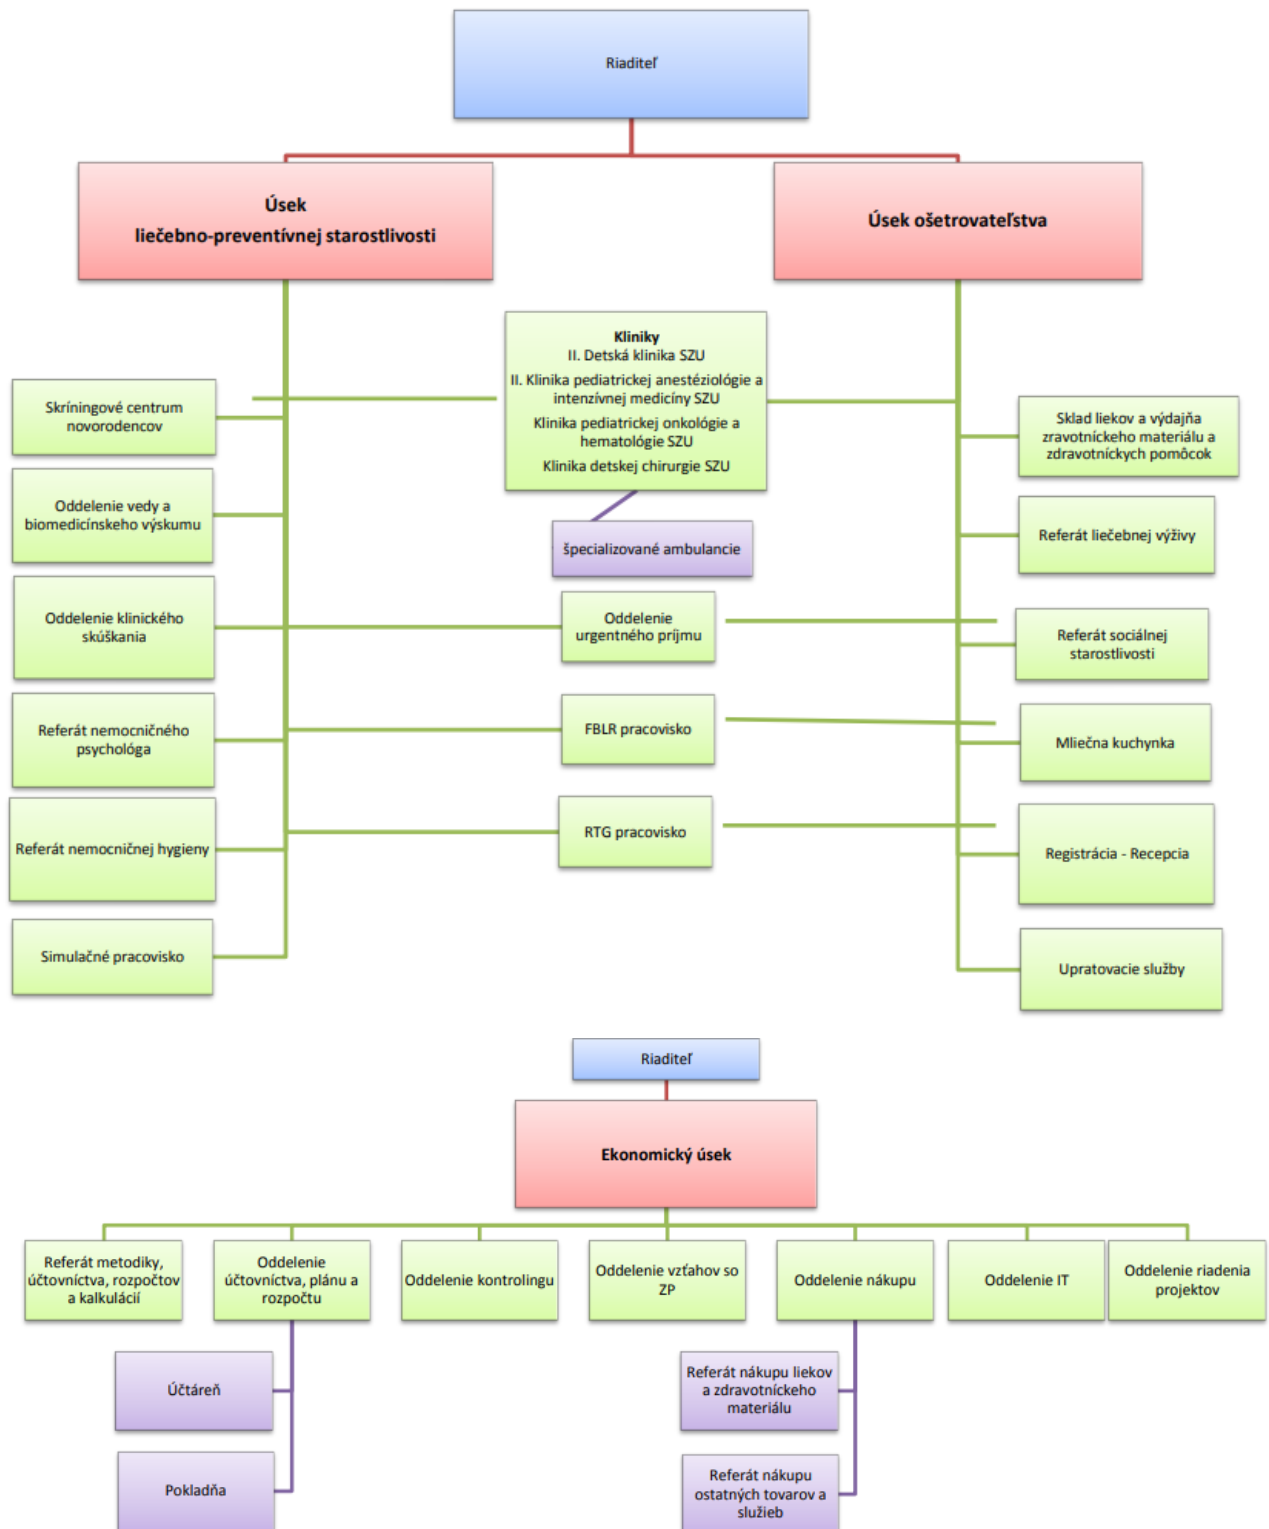 Riaditeľ
Úsek
liečebno-preventívnej starostlivosti
Úsek ošetrovateľstva
Kliniky
II. Detská klinika SZU
II. Klinika pediatrickej anestéziológie a
intenzívnej medicíny SZU
Klinika pediatrickej onkológie a
hematológie SZU
Klinika detskej chirurgie SZU
špecializované ambulancie
Oddelenie
urgentného príjmu
FBLR pracovisko
RTG pracovisko
Skríningové centrum
novorodencov
Oddelenie vedy a
biomedicínskeho výskumu
Oddelenie klinického
skúškania
Referát nemocničného
psychológa
Referát nemocničnej hygieny
Simulačné pracovisko
Sklad liekov a výdajňa
zravotníckeho materiálu a
zdravotníckych pomôcok
Referát liečebnej výživy
Referát sociálnej
starostlivosti
Mliečna kuchynka
Registrácia - Recepcia
Upratovacie služby
Riaditeľ
Ekonomický úsek
Referát metodiky,
účtovníctva, rozpočtov
a kalkulácií
Oddelenie
účtovníctva, plánu a
rozpočtu
Oddelenie kontrolingu
Oddelenie vzťahov so
ZP
Oddelenie nákupu
Oddelenie IT
Oddelenie riadenia
projektov
Účtáreň
Pokladňa
Referát nákupu liekov
a zdravotníckeho
materiálu
Referát nákupu
ostatných tovarov a
služieb